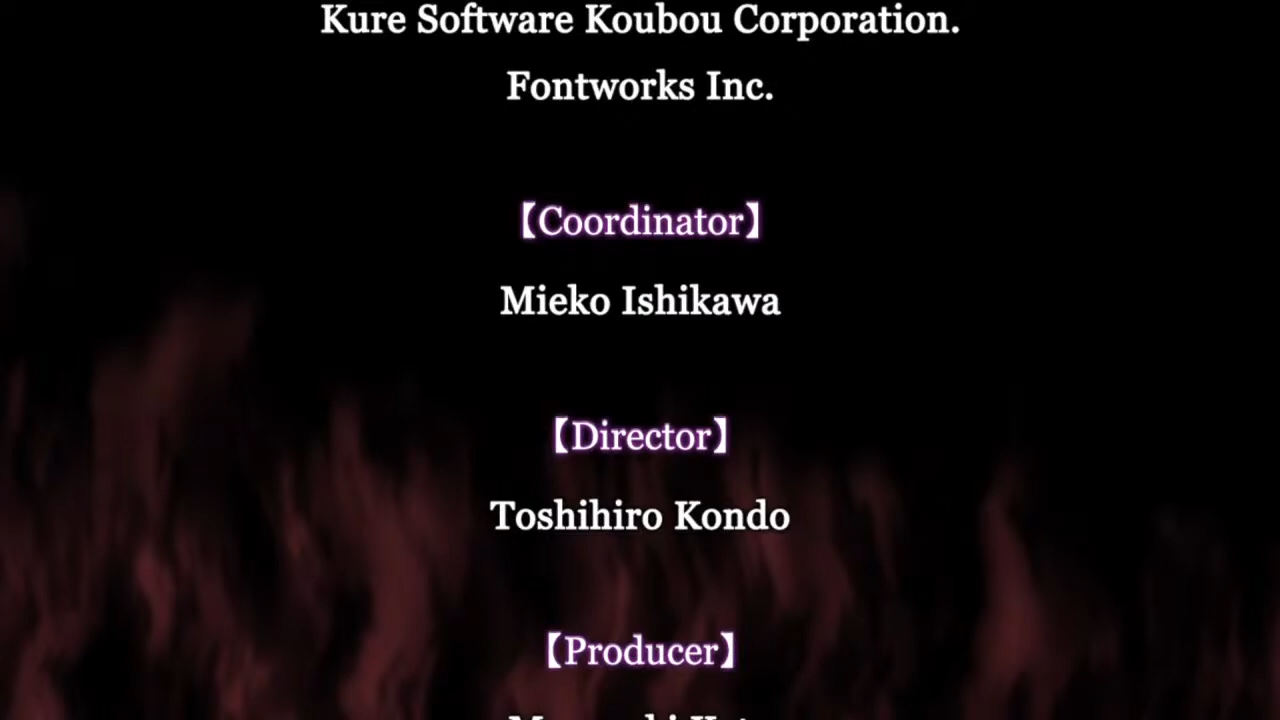 Kure Software Koubou Corporation.
Fontworks Inc.
【Coordinator】
Mieko Ishikawa
【Director】
Toshihiro Kondo
【Producer】